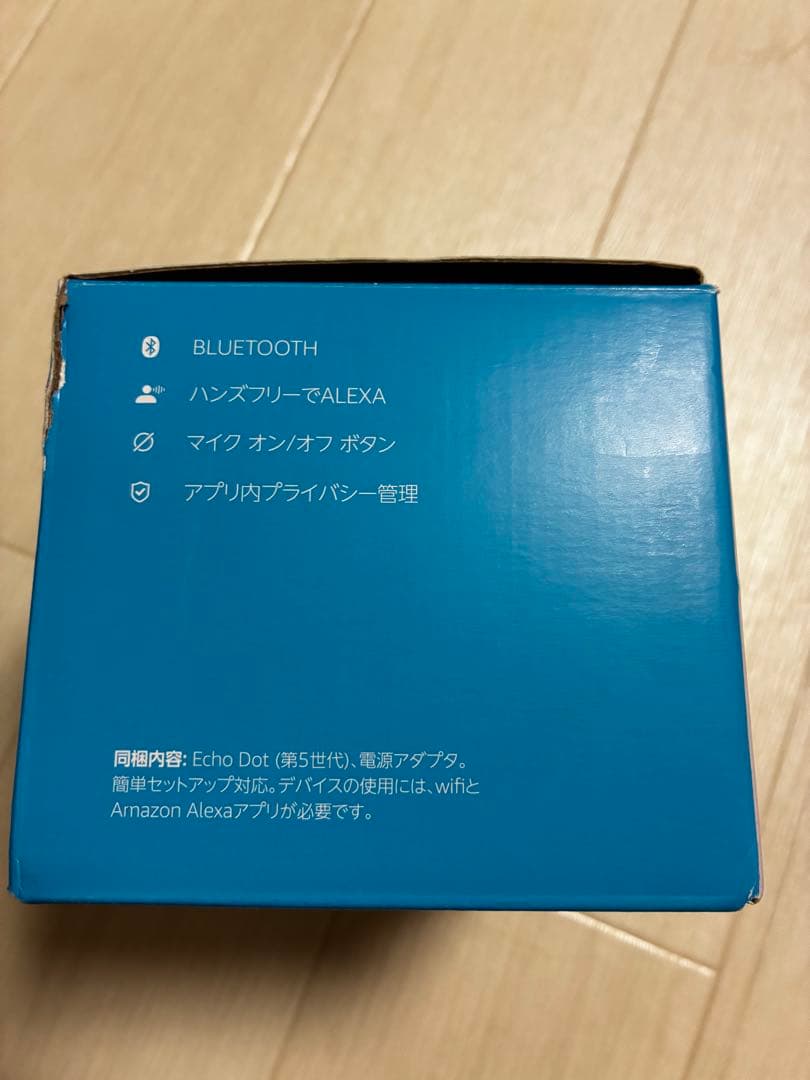 BLUETOOTH
ハンズフリーでALEXA
マイク オン/オフ ボタン
アプリ内プライバシー管理
同梱内容: Echo Dot (第5世代)、電源アダプタ。
簡単セットアップ対応。デバイスの使用には、wifiと
Amazon Alexaアプリが必要です。